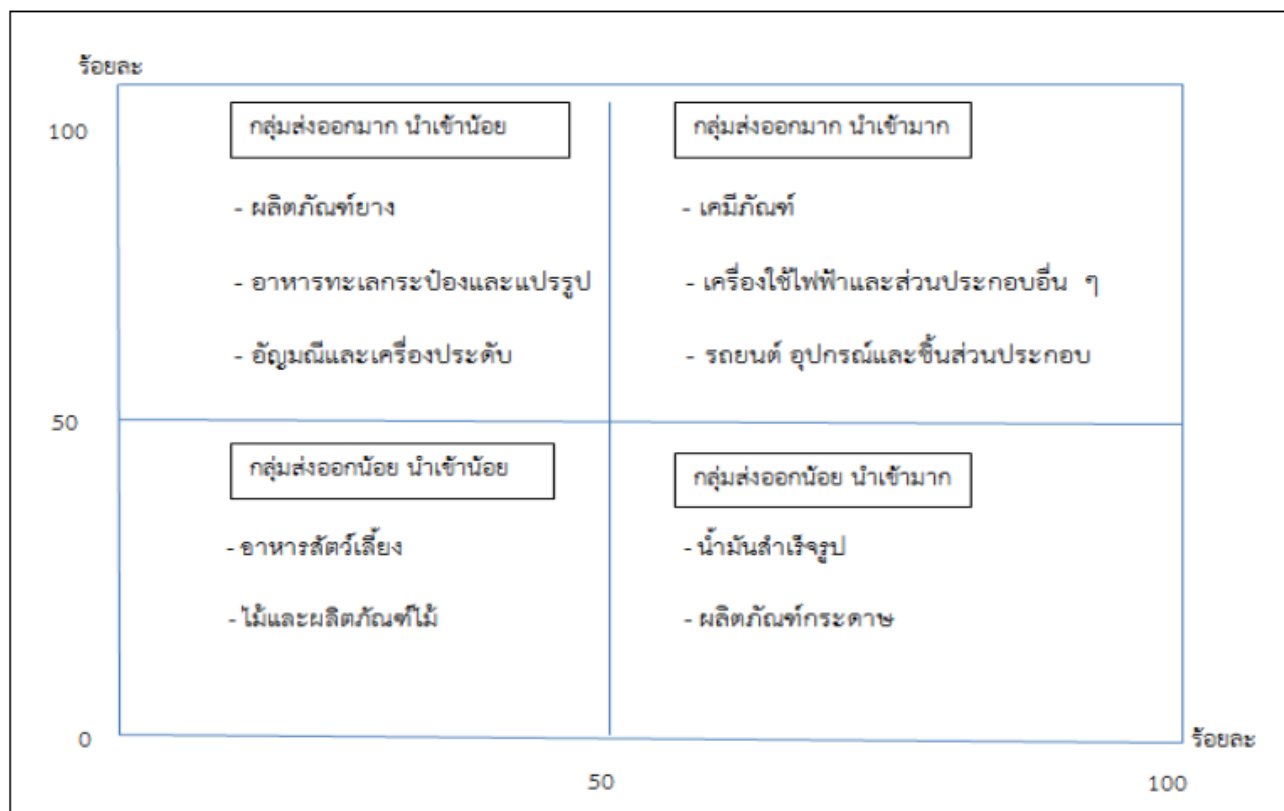 ร้อยละ
100
กลุ่มส่งออกมาก นำเข้าน้อย
- ผลิตภัณฑ์ยาง
- อาหารทะเลกระป๋องและแปรรูป
- อัญมณีและเครื่องประดับ
กลุ่มส่งออกมาก นำเข้ามาก
- เคมีภัณฑ์
- เครื่องใช้ไฟฟ้าและส่วนประกอบอื่น ๆ
- รถยนต์ อุปกรณ์และชิ้นส่วนประกอบ
50
กลุ่มส่งออกน้อย นำเข้าน้อย
- อาหารสัตว์เลี้ยง
- ไม้และผลิตภัณฑ์ไม้
กลุ่มส่งออกน้อย นำเข้ามาก
- น้ำมันสำเร็จรูป
- ผลิตภัณฑ์กระดาษ
0
ร้อยละ
50
100